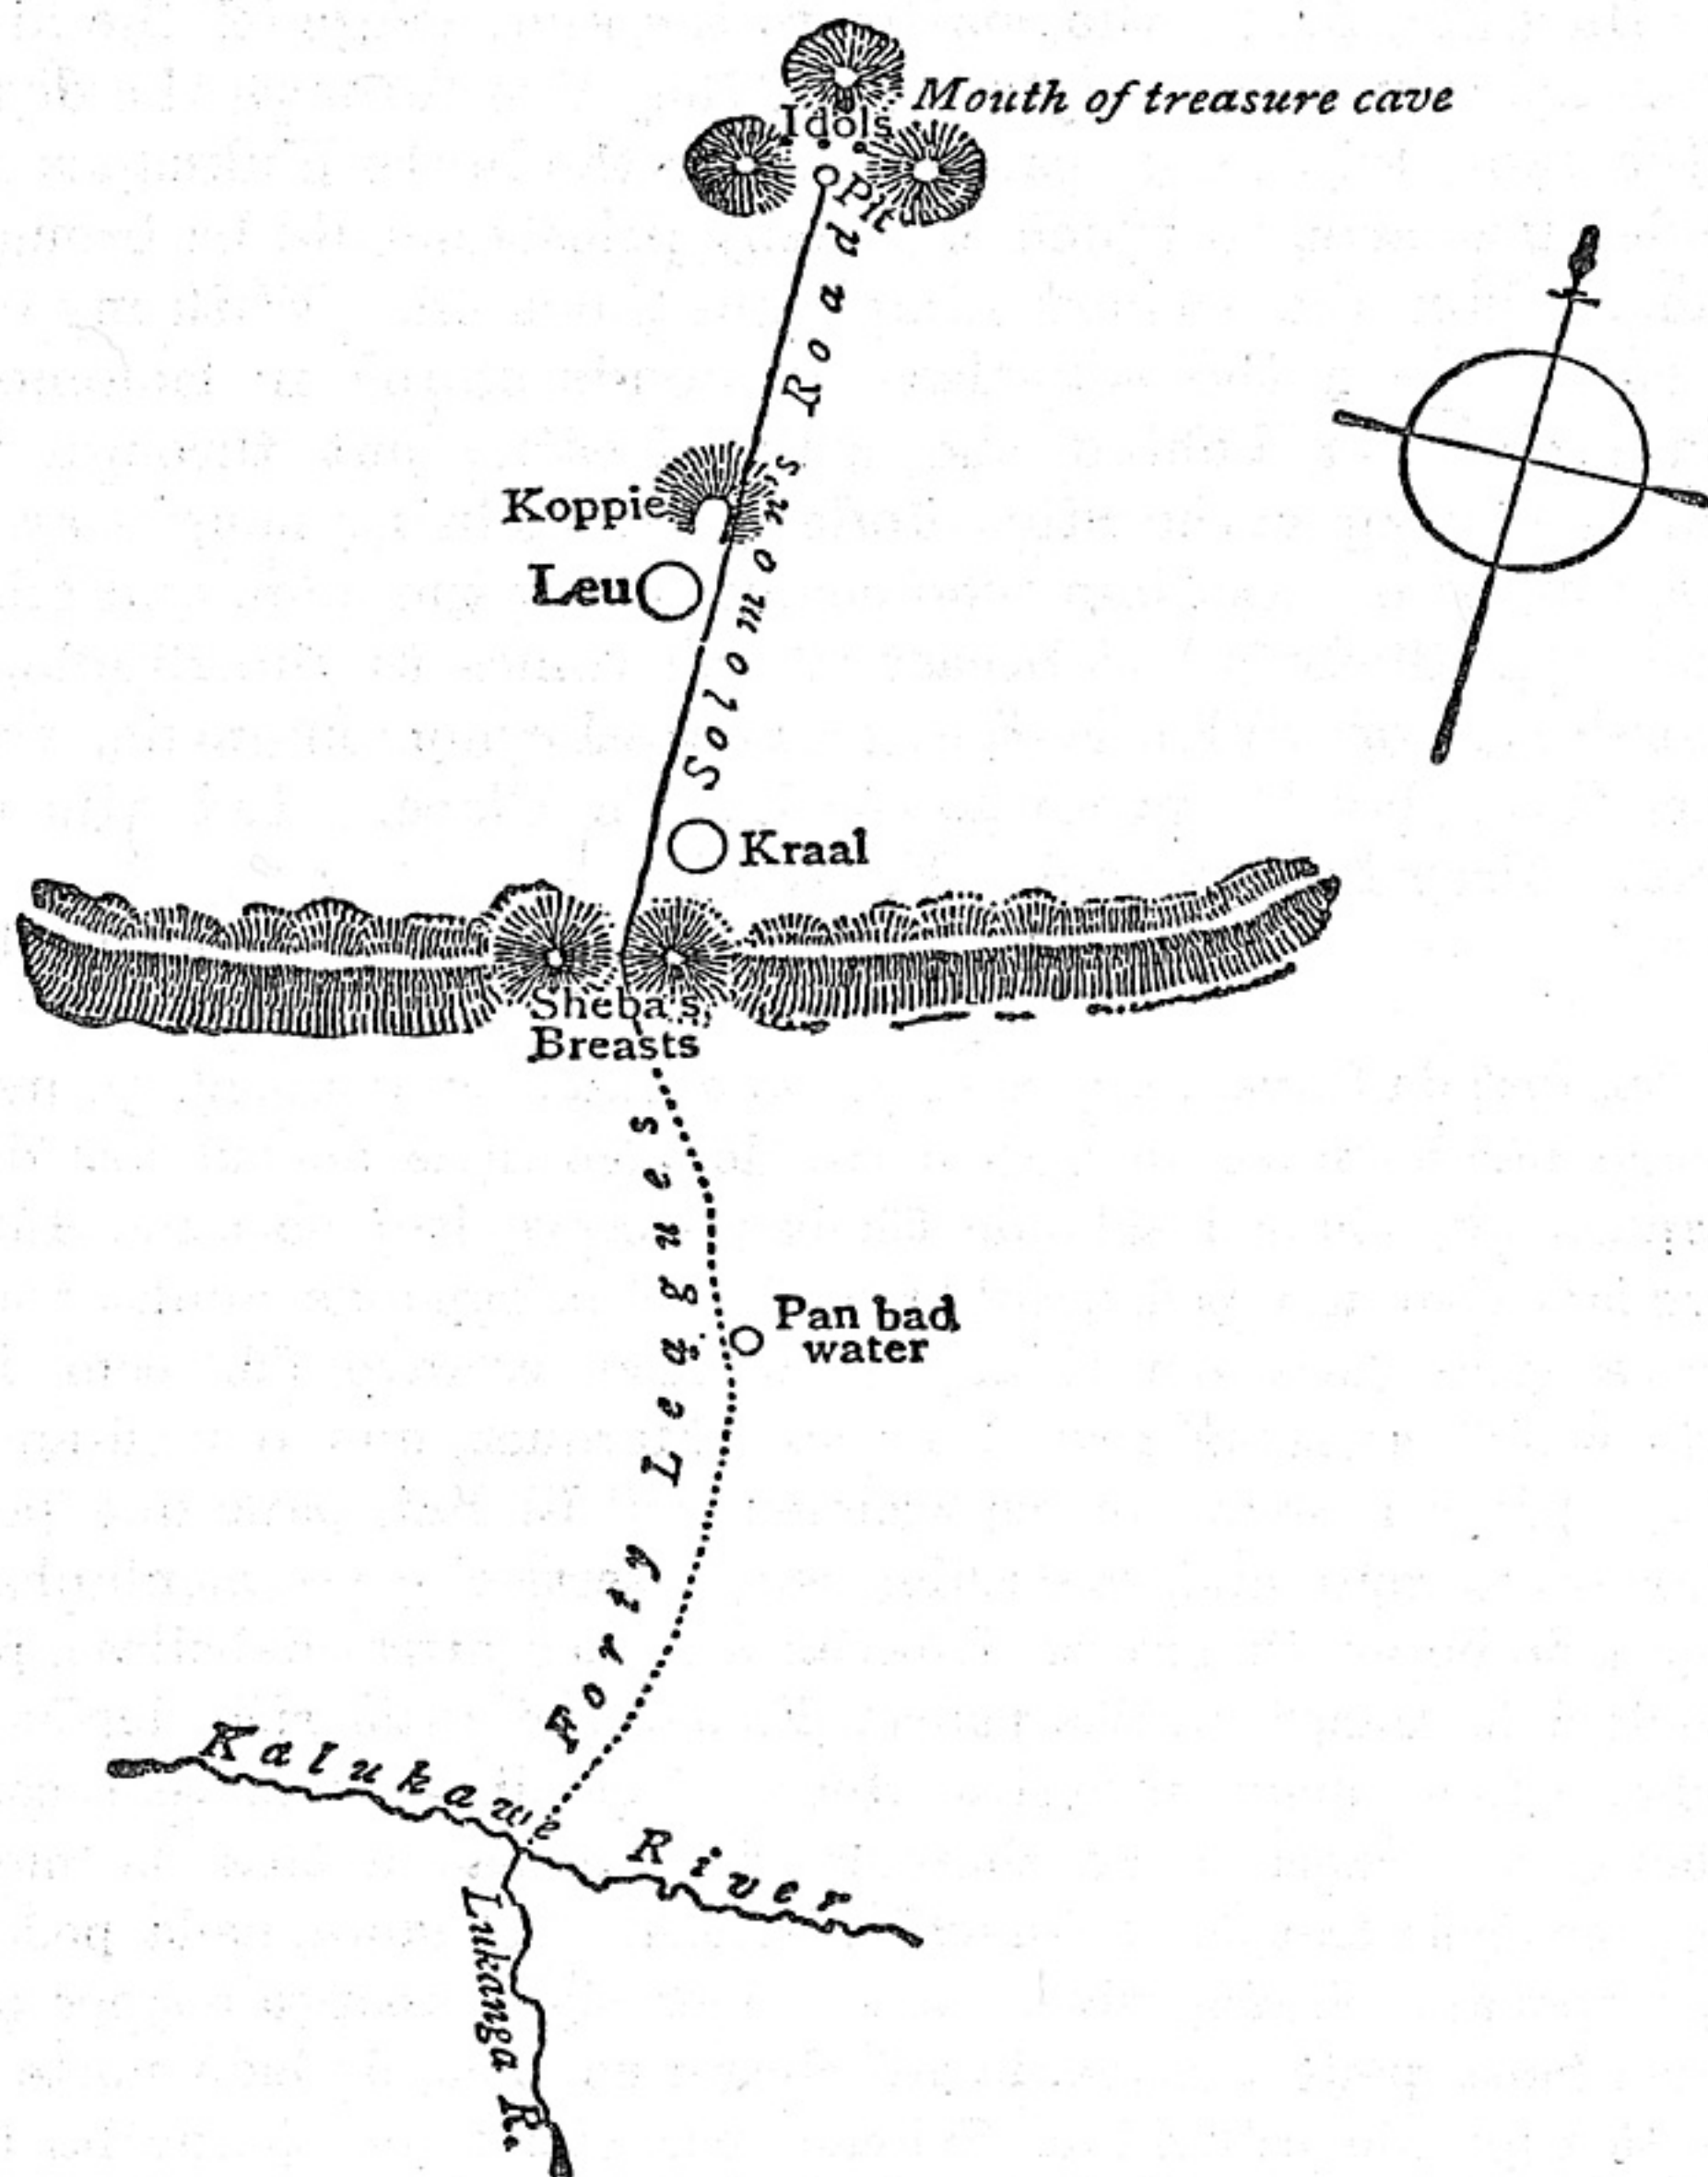 Mouth of treasure cave
Idols
Pit
Solomon's Road
Koppie
Leu
Kraal
Sheba's
Breasts
Forty Leagues
Pan bad
water
Kalukawe River
Lukanga R.